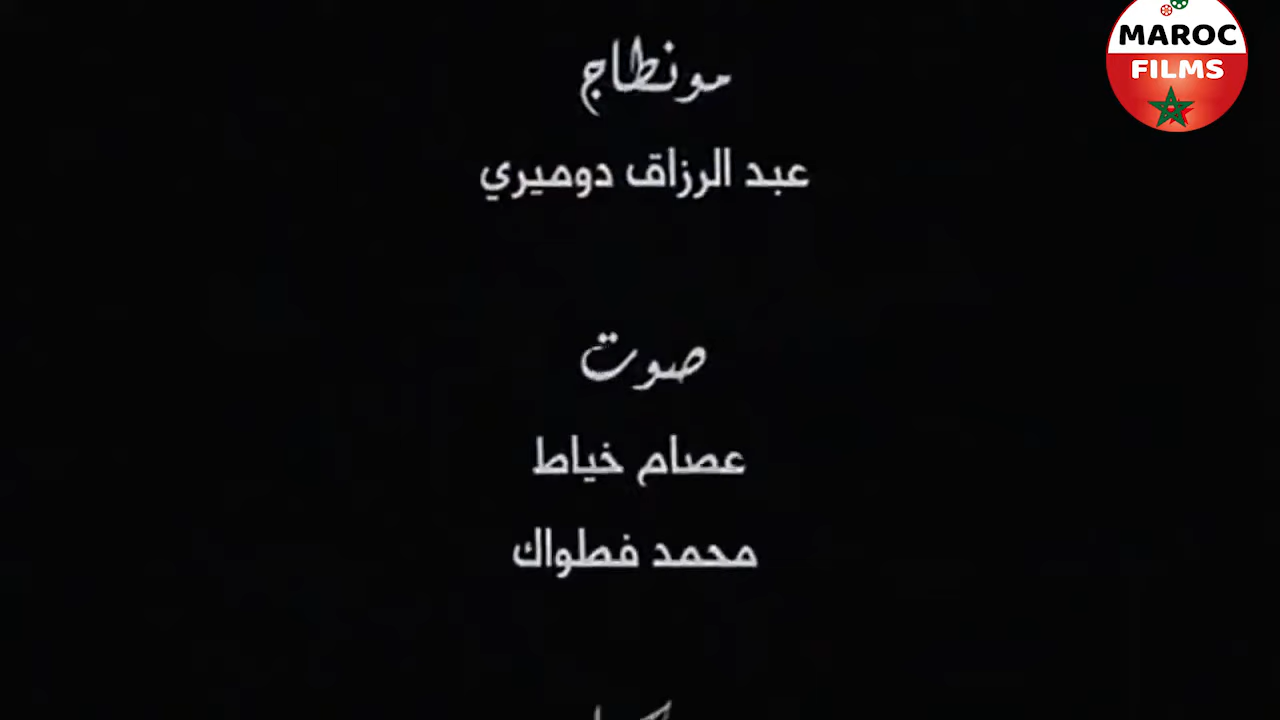 MAROC
FILMS
مونطاج
عبد الرزاق دوميري
صوت
عصام خياط
محمد فطواك